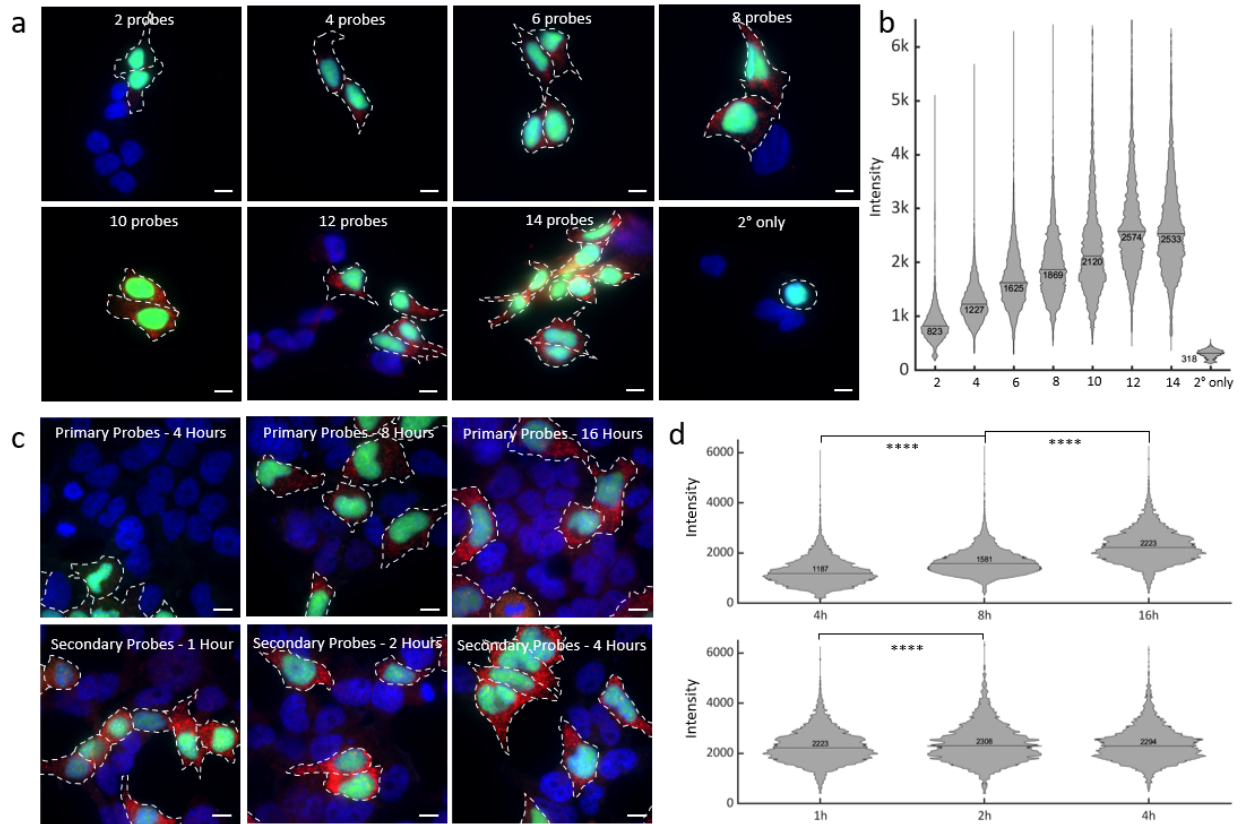 a
2 probes
4 probes
6 probes
8 probes
10 probes
12 probes
14 probes
2° only
b
Intensity
6k
5k
4k
3k
2k
1k
0
823
1227
1625
1869
2120
2574
2533
318
2 4 6 8 10 12 14 2° only
c
Primary Probes - 4 Hours
Primary Probes - 8 Hours
Primary Probes - 16 Hours
Secondary Probes - 1 Hour
Secondary Probes - 2 Hours
Secondary Probes - 4 Hours
d
**** ****
Intensity
6000
4000
2000
0
1187
1581
2223
4h 8h 16h
****
Intensity
6000
4000
2000
0
2223
2308
2294
1h 2h 4h